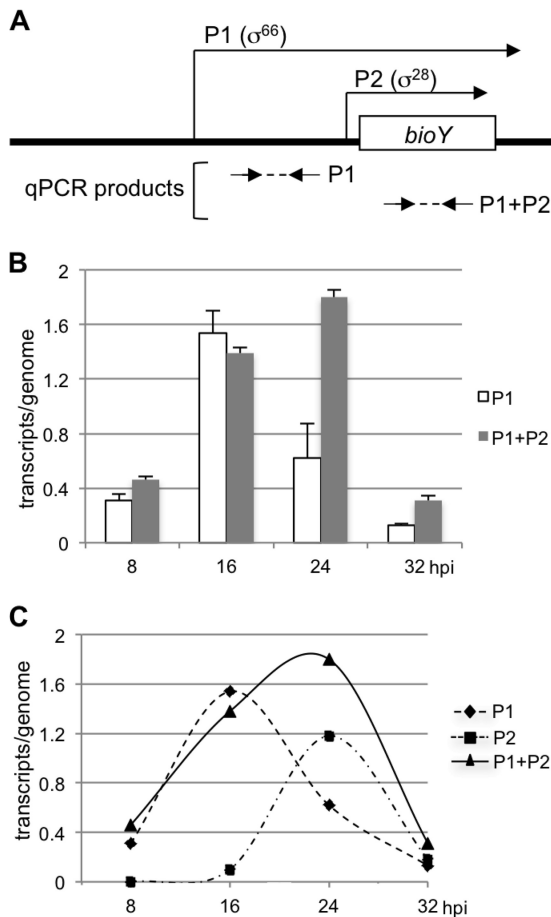 A
P1 (σ⁶⁶)
P2 (σ²⁸)
bioY
qPCR products
P1
P1+P2
B
transcripts/genome
2
1.6
1.2
0.8
0.4
0
8 16 24 32 hpi
P1
P1+P2
C
transcripts/genome
2
1.6
1.2
0.8
0.4
0
8 16 24 32 hpi
P1
P2
P1+P2